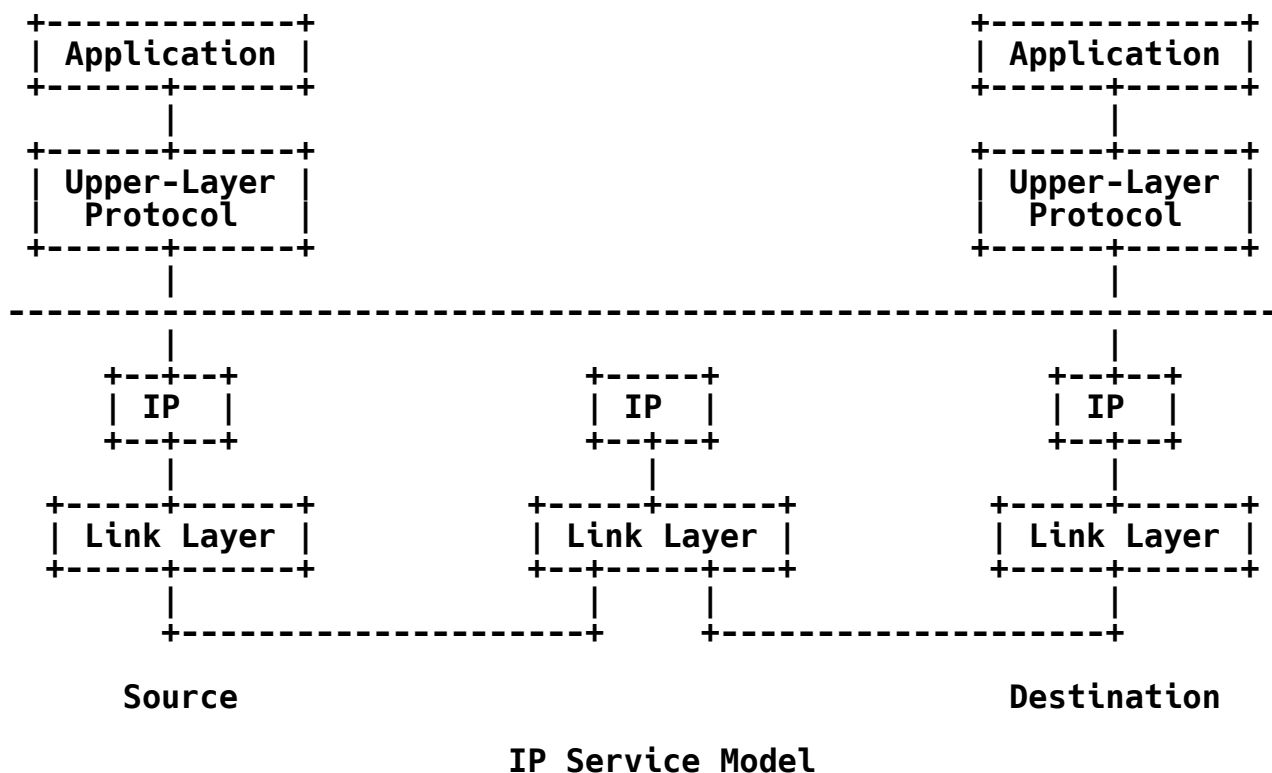 Application Application
Upper-Layer Upper-Layer
Protocol Protocol
IP IP IP
Link Layer Link Layer Link Layer
Source Destination
IP Service Model